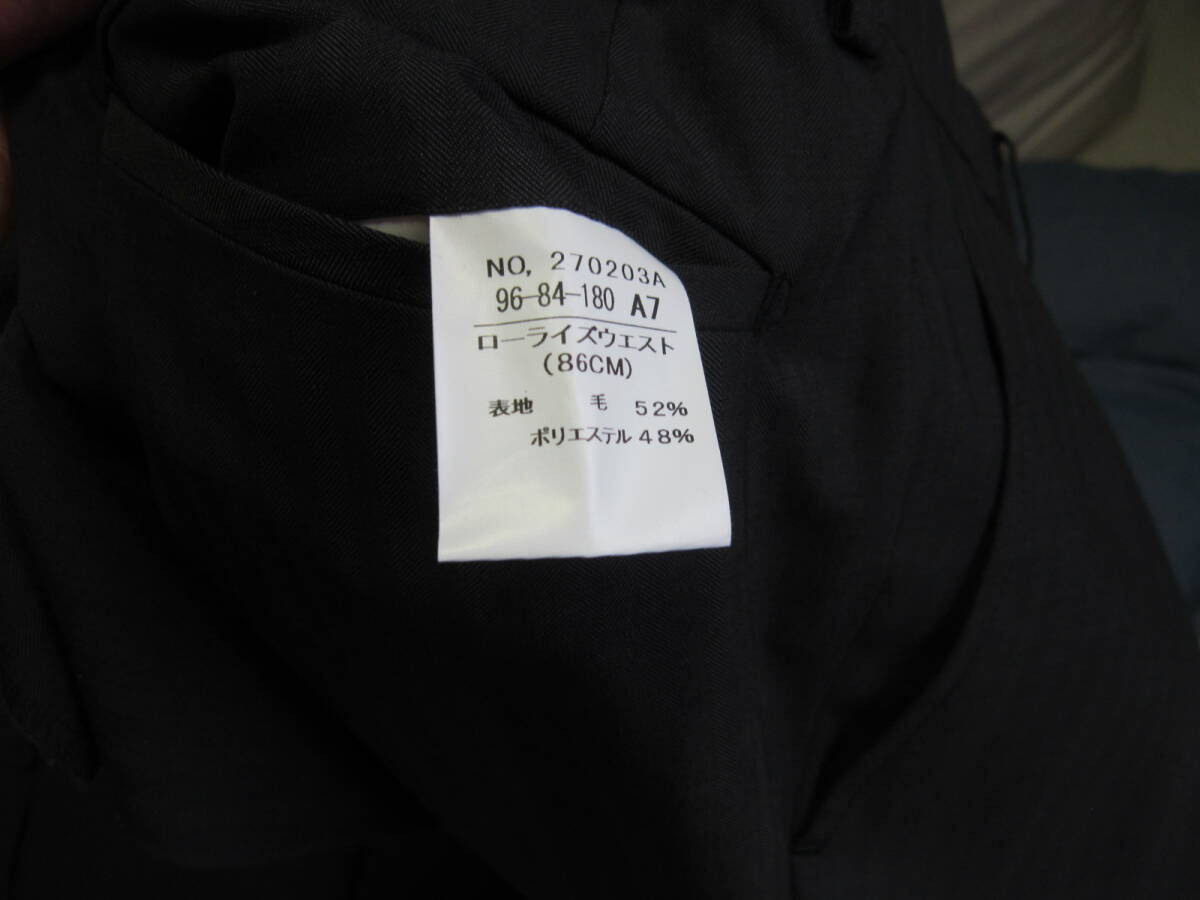 NO, 270203A
96-84-180 A7
ローライズウエスト
(86CM)
表地 毛 52%
ポリエステル 48%